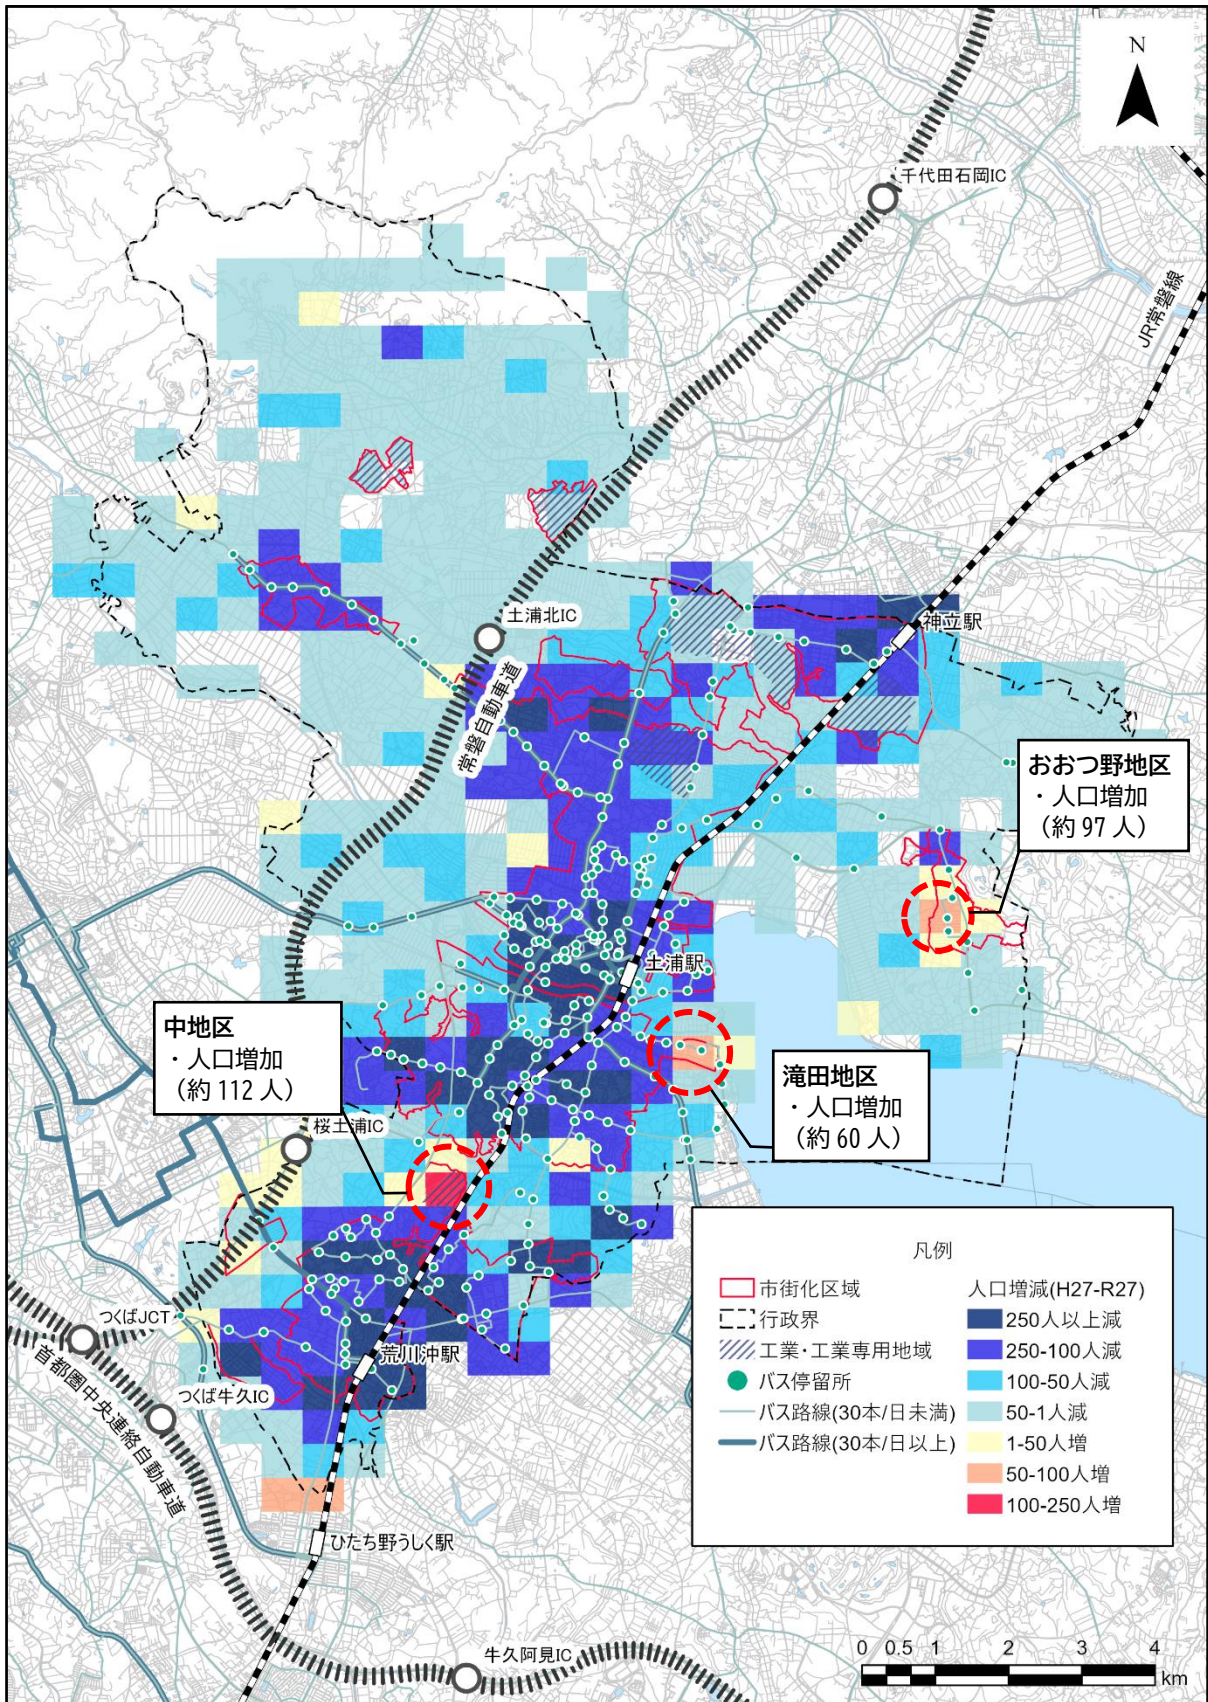 N
千代田石岡IC
JR常磐線
土浦北IC
神立駅
常磐自動車道
おおつ野地区
・人口増加
（約 97 人）
土浦駅
中地区
・人口増加
（約 112 人）
滝田地区
・人口増加
（約 60 人）
桜土浦IC
凡例
市街化区域
行政界
工業・工業専用地域
バス停留所
バス路線(30本/日未満)
バス路線(30本/日以上)
人口増減(H27-R27)
250人以上減
250-100人減
100-50人減
50-1人減
1-50人増
50-100人増
100-250人増
つくばJCT
荒川沖駅
つくば牛久IC
首都圏中央連絡自動車道
ひたち野うしく駅
牛久阿見IC
0 0.5 1 2 3 4
km